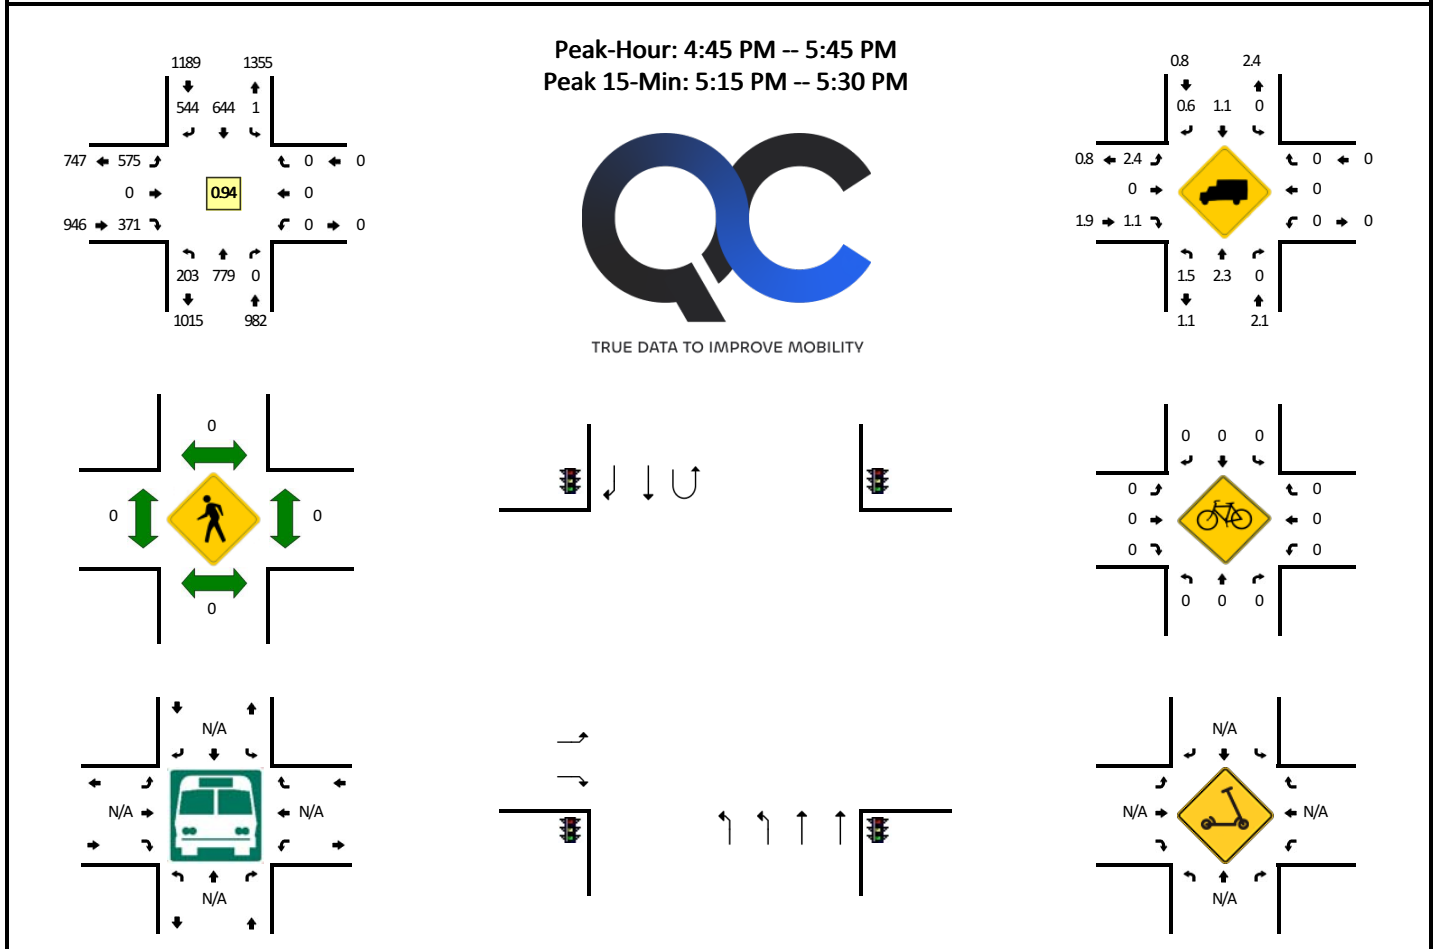 Peak-Hour: 4:45 PM -- 5:45 PM
Peak 15-Min: 5:15 PM -- 5:30 PM
1189 1355
544 644 1
747 575 0 0
0 0.94 0
946 371 0 0
203 779 0
1015 982
QC
TRUE DATA TO IMPROVE MOBILITY
0.8 2.4
0.6 1.1 0
0.8 2.4 0 0
0 0
1.9 1.1 0 0
1.5 2.3 0
1.1 2.1
0
0 0
0
0 0 0
0 0
0 0
0 0
0 0 0
N/A
N/A N/A
N/A
N/A
N/A N/A
N/A